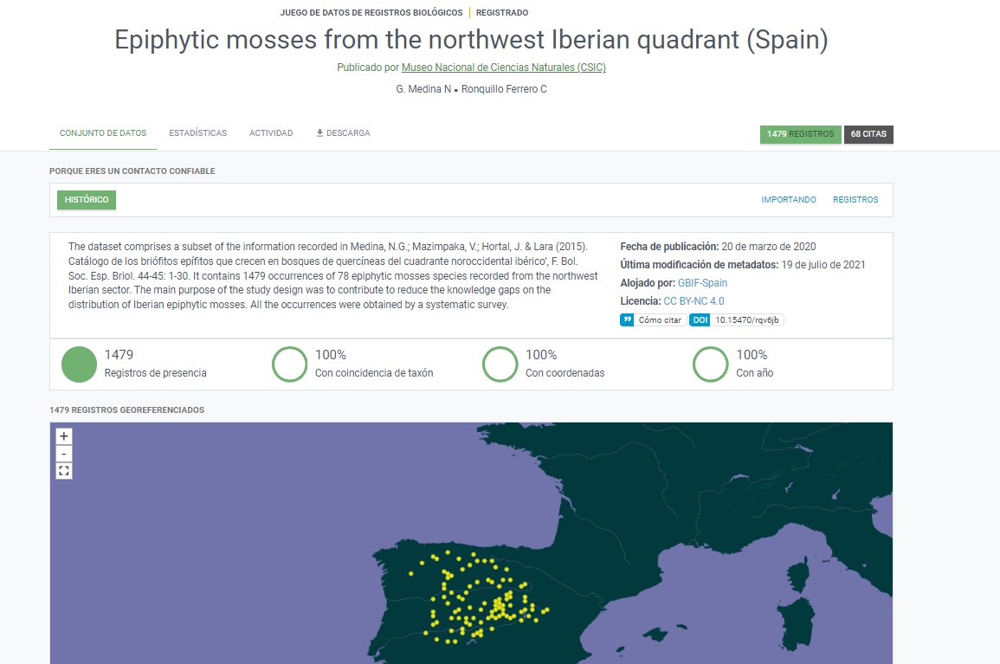 JUEGO DE DATOS DE REGISTROS BIOLÓGICOS | REGISTRADO
Epiphytic mosses from the northwest Iberian quadrant (Spain)
Publicado por Museo Nacional de Ciencias Naturales (CSIC)
G. Medina N • Ronquillo Ferrero C
CONJUNTO DE DATOS ESTADÍSTICAS ACTIVIDAD DESCARGA 1479 REGISTROS 68 CITAS
PORQUE ERES UN CONTACTO CONFIABLE
HISTÓRICO IMPORTANDO REGISTROS
The dataset comprises a subset of the information recorded in Medina, N.G.; Mazimpaka, V.; Hortal, J. & Lara (2015).
Catálogo de los briófitos epífitos que crecen en bosques de quercíneas del cuadrante noroccidental ibérico', F. Bol.
Soc. Esp. Briol. 44-45: 1-30. It contains 1479 occurrences of 78 epiphytic mosses species recorded from the northwest
Iberian sector. The main purpose of the study design was to contribute to reduce the knowledge gaps on the
distribution of Iberian epiphytic mosses. All the occurrences were obtained by a systematic survey.
Fecha de publicación: 20 de marzo de 2020
Última modificación de metadatos: 19 de julio de 2021
Alojado por: GBIF-Spain
Licencia: CC BY-NC 4.0
Cómo citar DOI 10.15470/rqv6jb
1479
Registros de presencia
100%
Con coincidencia de taxón
100%
Con coordenadas
100%
Con año
1479 REGISTROS GEOREFERENCIADOS
+
-